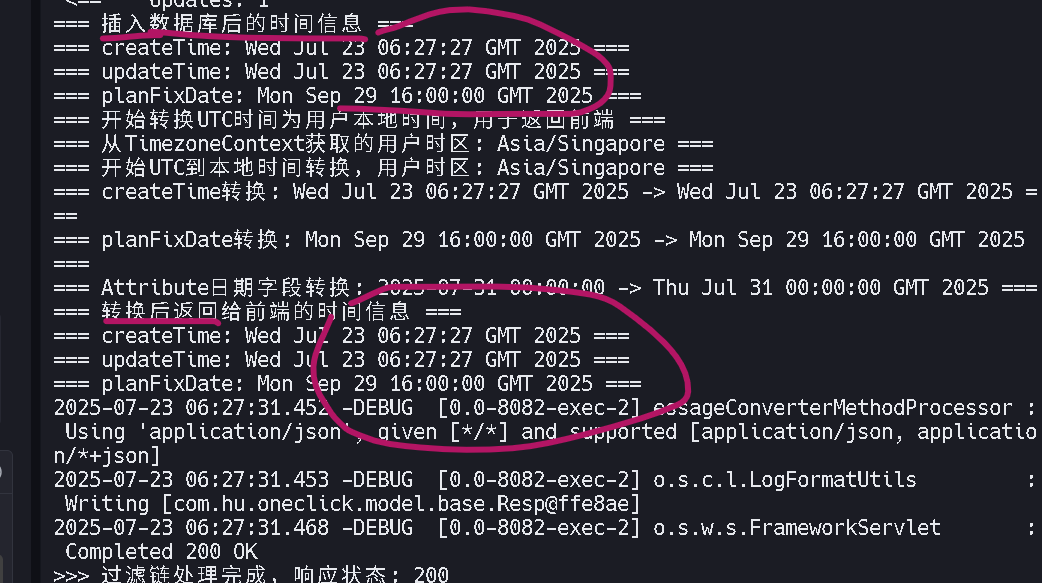 <==    Updates: 1
=== 插入数据库后的时间信息 ===
=== createTime: Wed Jul 23 06:27:27 GMT 2025 ===
=== updateTime: Wed Jul 23 06:27:27 GMT 2025 ===
=== planFixDate: Mon Sep 29 16:00:00 GMT 2025 ===
=== 开始转换UTC时间为用户本地时间，用于返回前端 ===
=== 从TimezoneContext获取的用户时区: Asia/Singapore ===
=== 开始UTC到本地时间转换，用户时区: Asia/Singapore ===
=== createTime转换: Wed Jul 23 06:27:27 GMT 2025 -> Wed Jul 23 06:27:27 GMT 2025 =
==
=== planFixDate转换: Mon Sep 29 16:00:00 GMT 2025 -> Mon Sep 29 16:00:00 GMT 2025
===
=== Attribute日期字段转换: 2025-07-31 00:00:00 -> Thu Jul 31 00:00:00 GMT 2025 ===
=== 转换后返回给前端的时间信息 ===
=== createTime: Wed Jul 23 06:27:27 GMT 2025 ===
=== updateTime: Wed Jul 23 06:27:27 GMT 2025 ===
=== planFixDate: Mon Sep 29 16:00:00 GMT 2025 ===
2025-07-23 06:27:31.452 -DEBUG  [0.0-8082-exec-2] essageConverterMethodProcessor :
 Using 'application/json', given [*/*] and supported [application/json, applicatio
n/*+json]
2025-07-23 06:27:31.453 -DEBUG  [0.0-8082-exec-2] o.s.c.l.LogFormatUtils         :
 Writing [com.hu.oneclick.model.base.Resp@ffe8ae]
2025-07-23 06:27:31.468 -DEBUG  [0.0-8082-exec-2] o.s.w.s.FrameworkServlet       :
 Completed 200 OK
>>> 过滤链处理完成，响应状态: 200